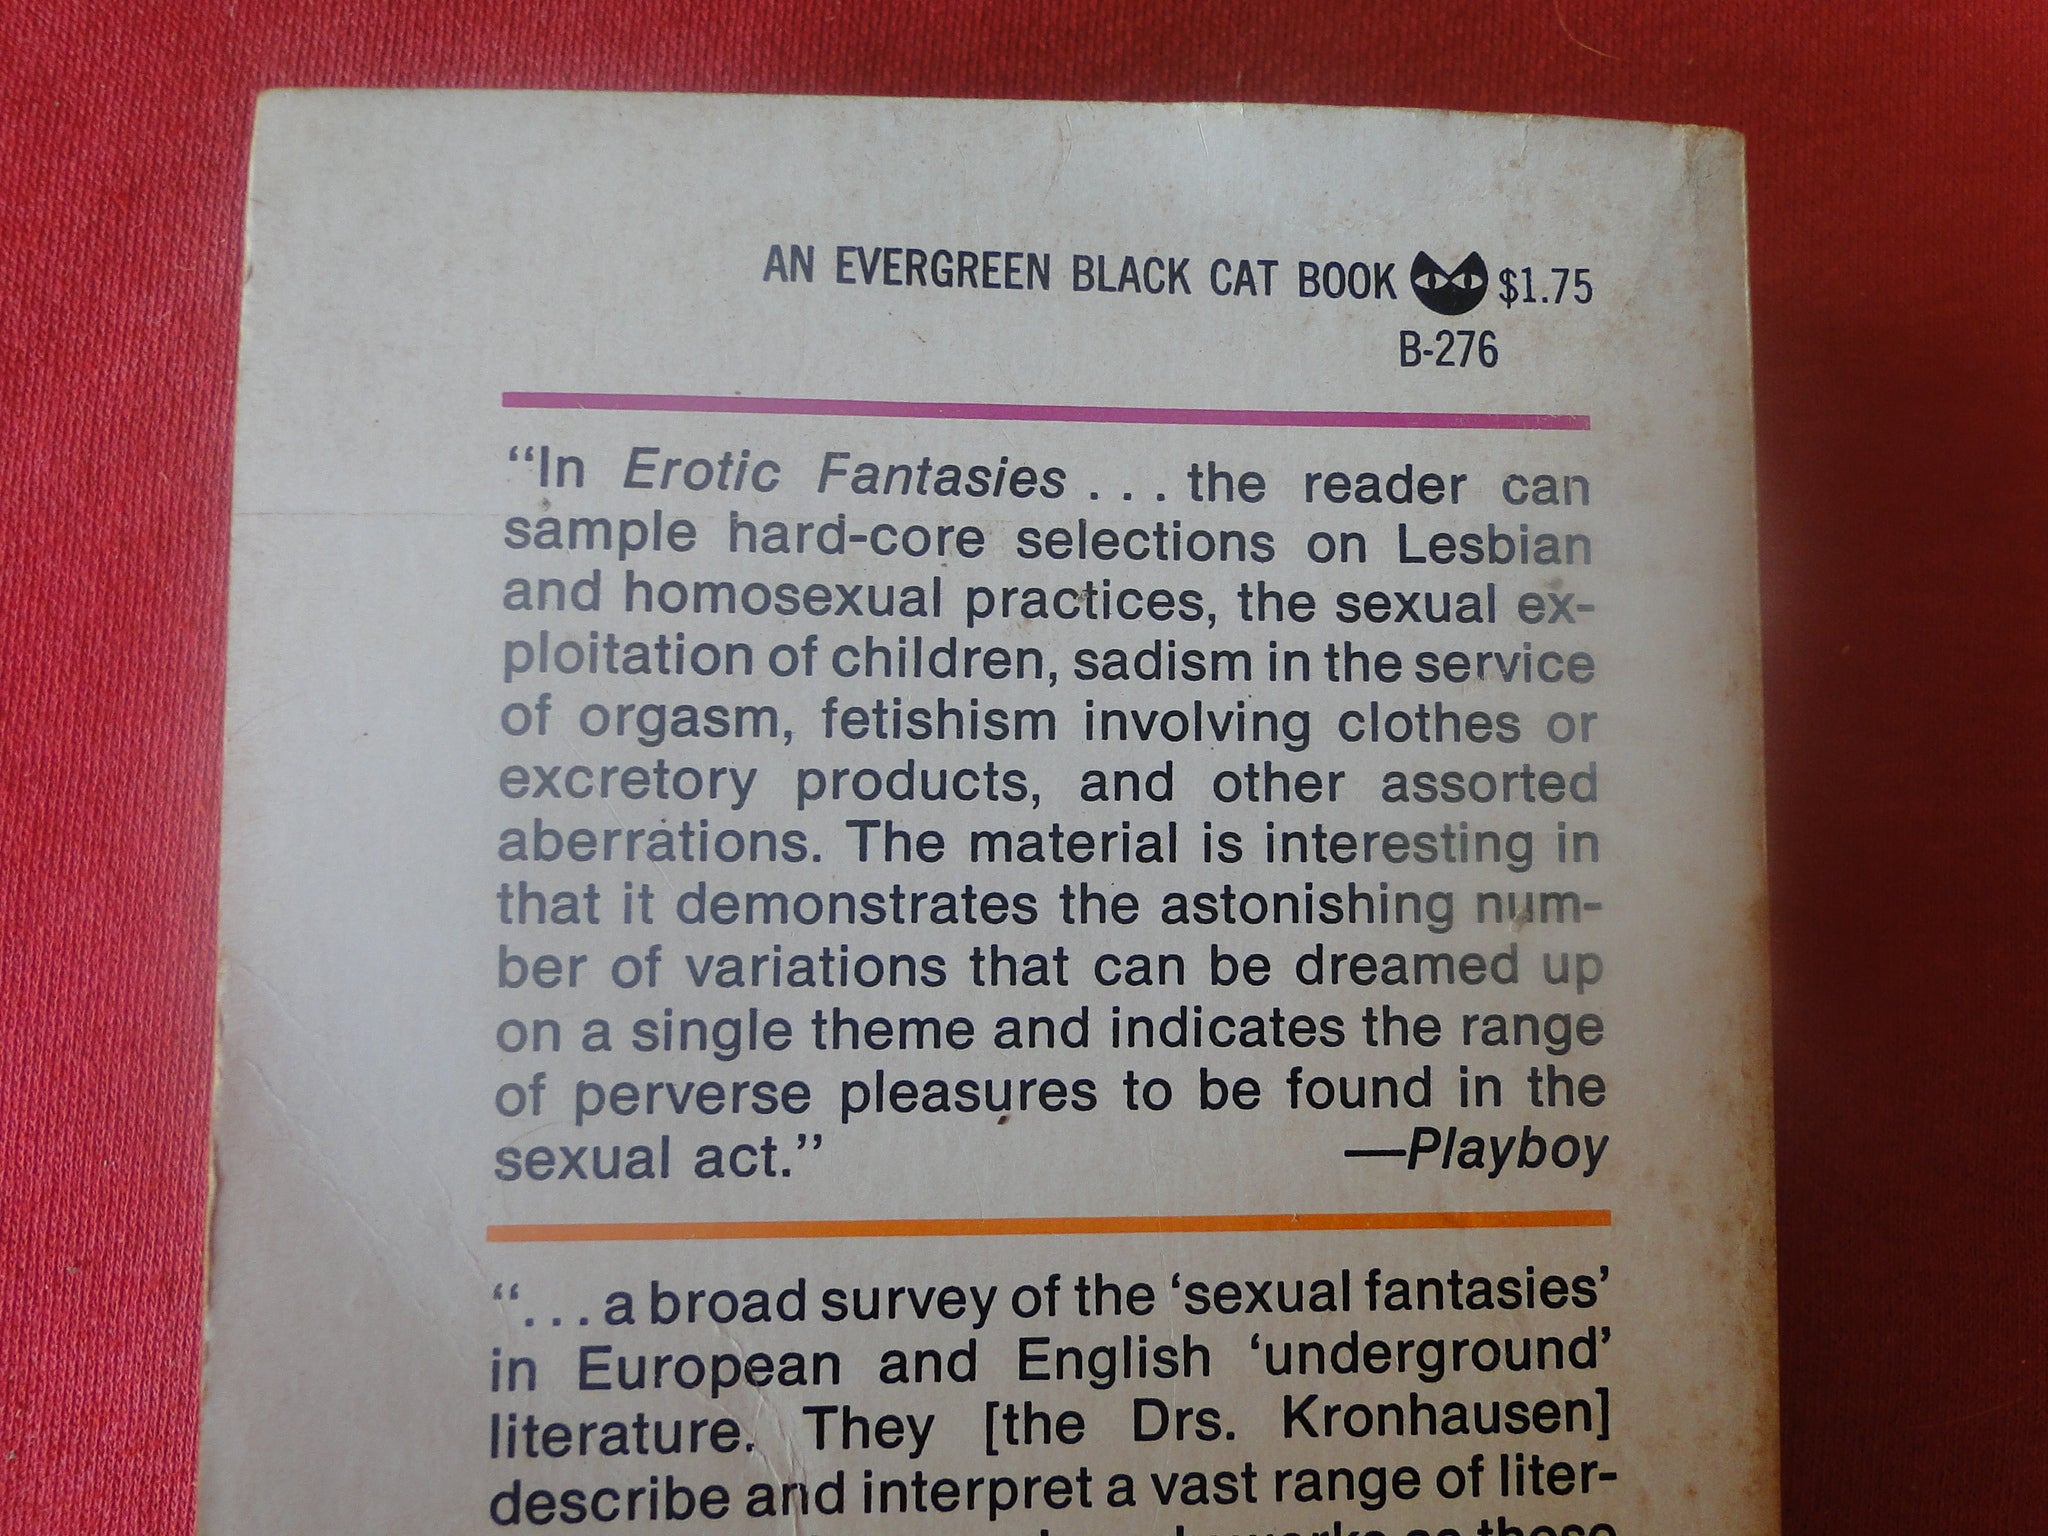 AN EVERGREEN BLACK CAT BOOK $1.75
B-276
“In Erotic Fantasies . . . the reader can
sample hard-core selections on Lesbian
and homosexual practices, the sexual ex-
ploitation of children, sadism in the service
of orgasm, fetishism involving clothes or
excretory products, and other assorted
aberrations. The material is interesting in
that it demonstrates the astonishing num-
ber of variations that can be dreamed up
on a single theme and indicates the range
of perverse pleasures to be found in the
sexual act.” —Playboy
“. . . a broad survey of the ‘sexual fantasies’
in European and English ‘underground’
literature. They [the Drs. Kronhausen]
describe and interpret a vast range of liter-
works as those